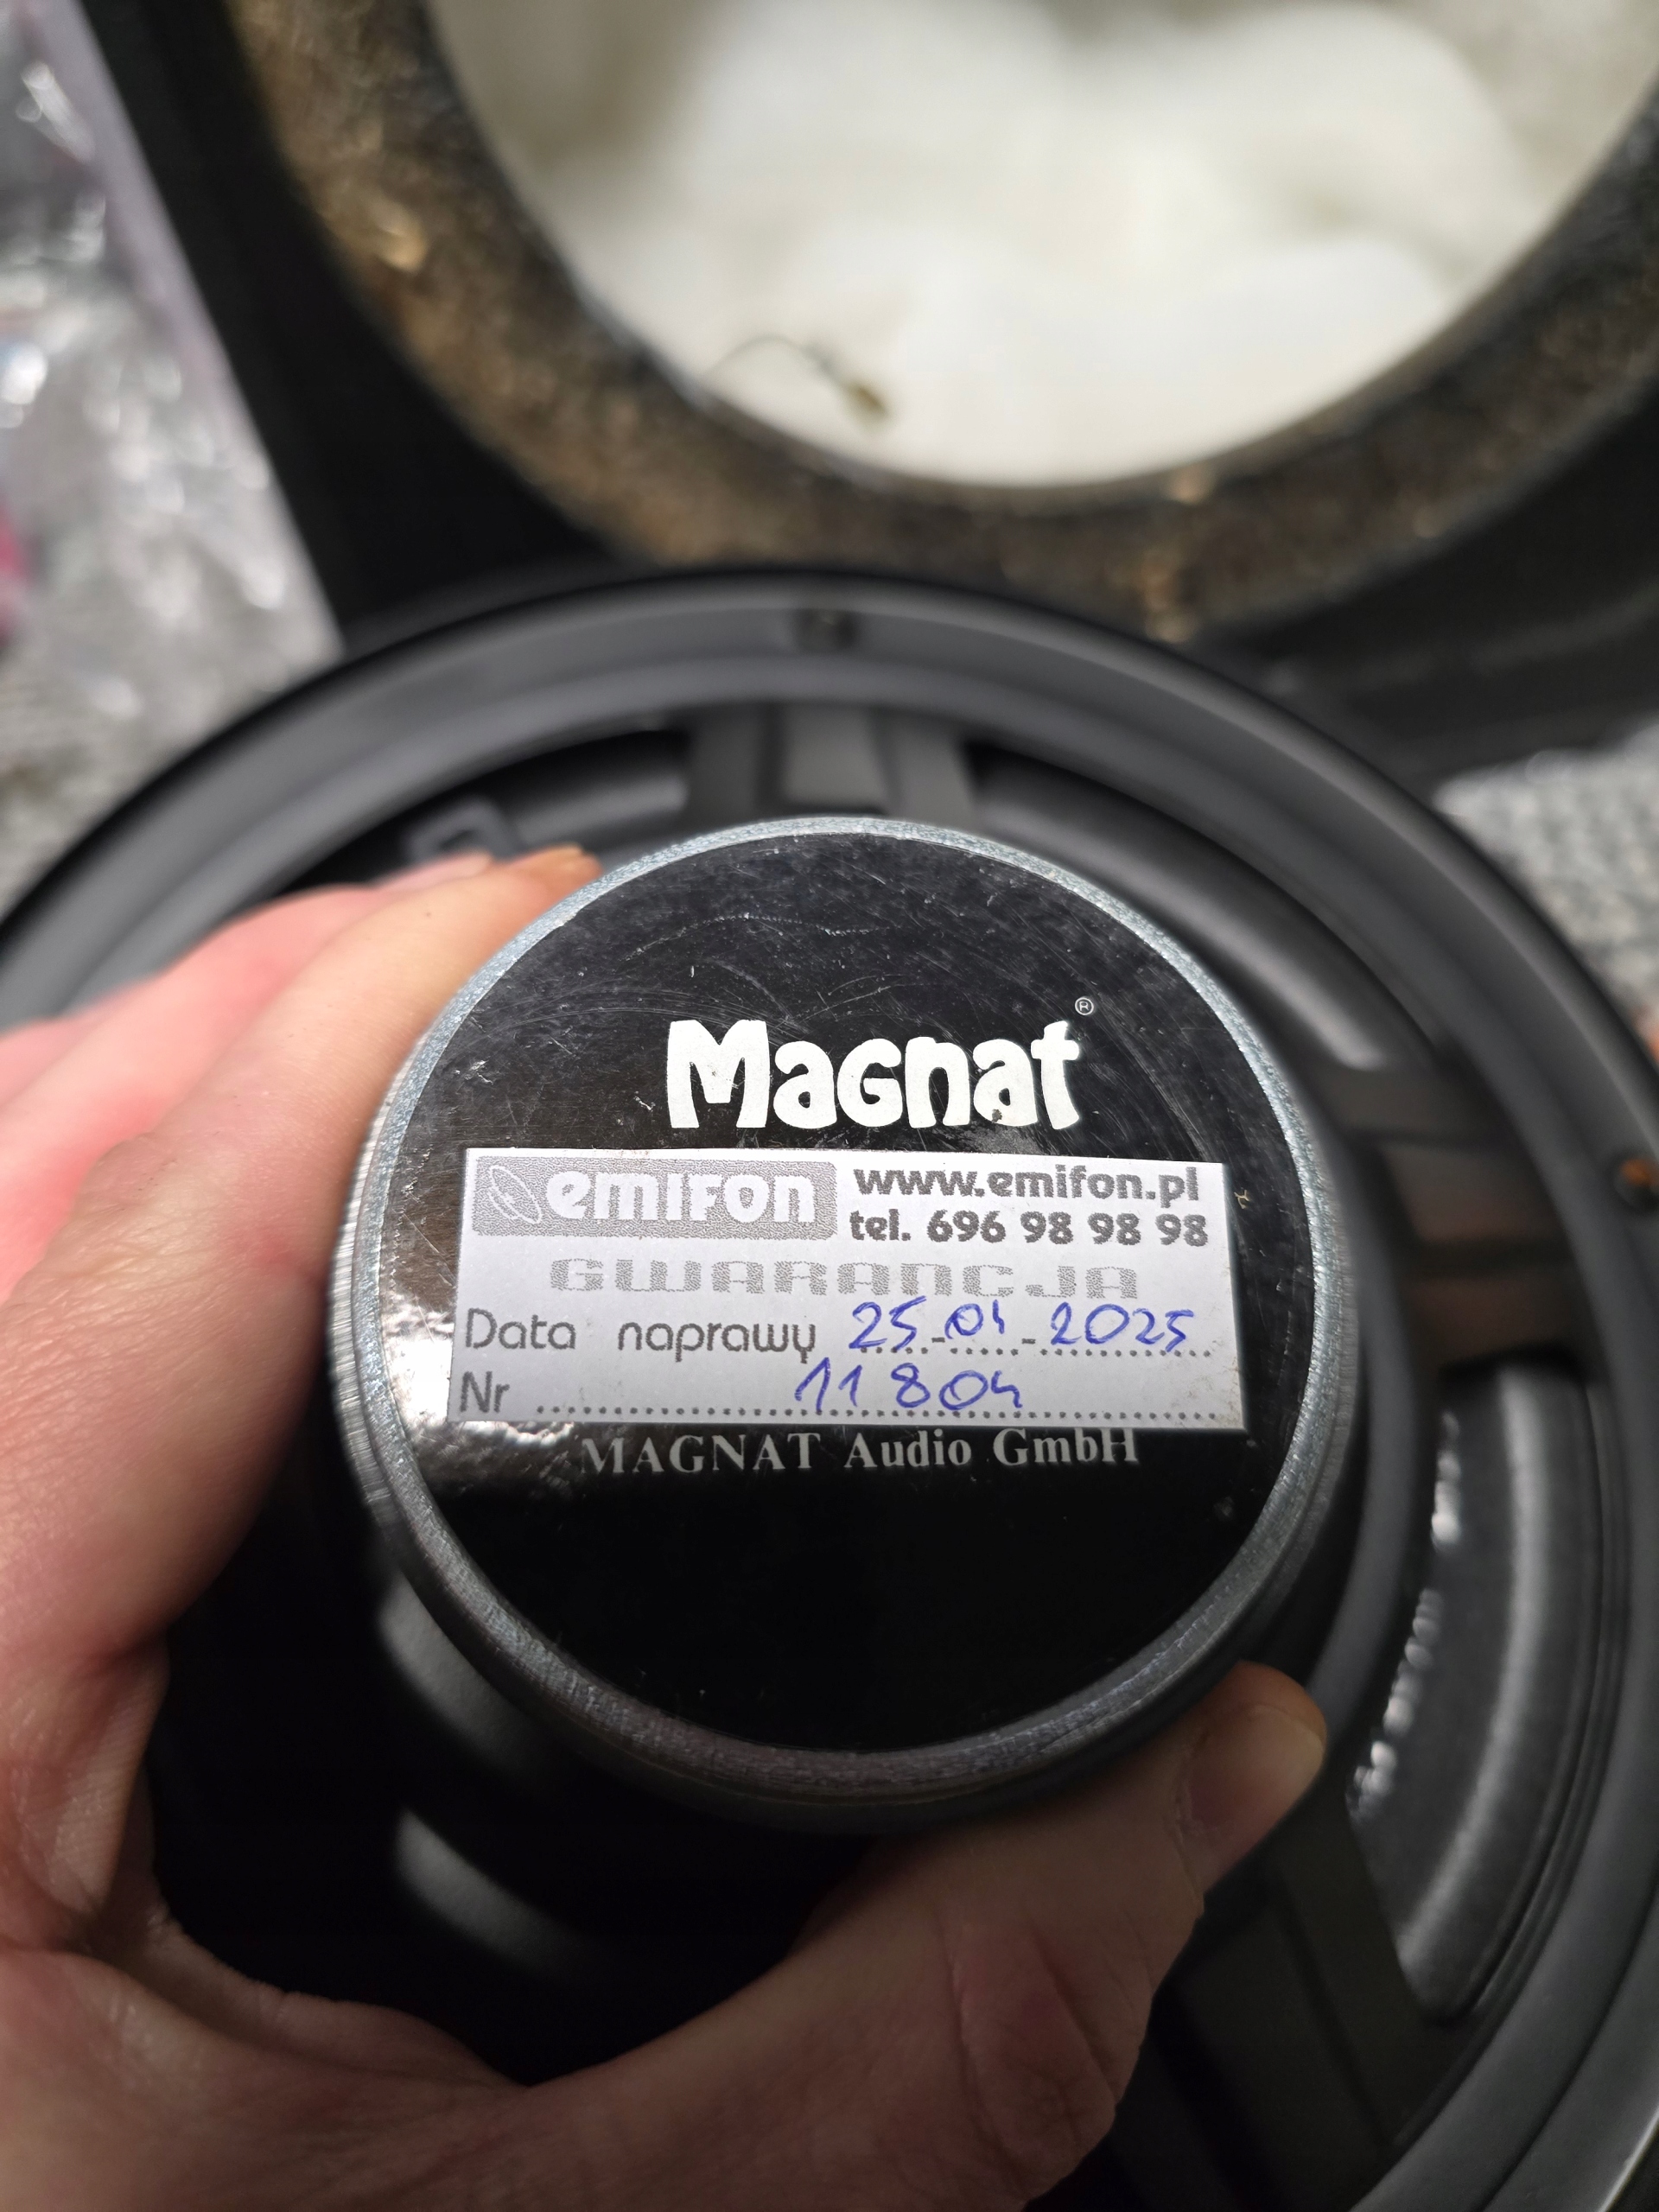 Magnat®
emifon www.emifon.pl
tel. 696 98 98 98
GWARANCJA
Data naprawy 25-04-2025
Nr 11804
MAGNAT Audio GmbH